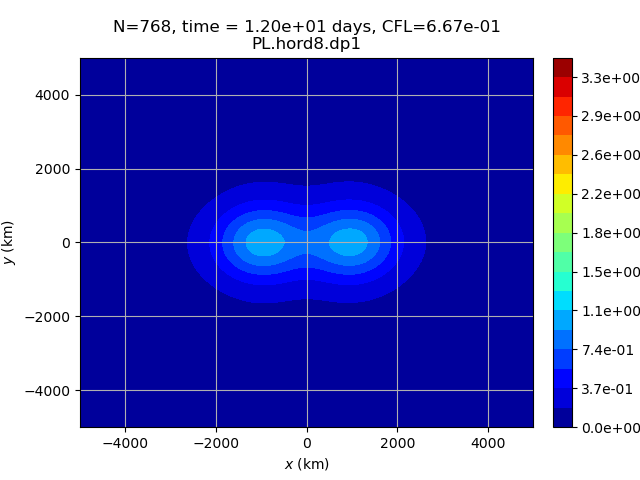 N=768, time = 1.20e+01 days, CFL=6.67e-01
PL.hord8.dp1
4000
2000
0
−2000
−4000
y (km)
−4000 −2000 0 2000 4000
x (km)
3.3e+00
2.9e+00
2.6e+00
2.2e+00
1.8e+00
1.5e+00
1.1e+00
7.4e-01
3.7e-01
0.0e+00